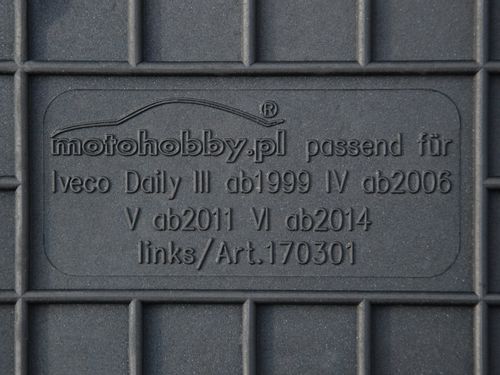 motohobby.pl® passend für
Iveco Daily III ab1999 IV ab2006
V ab2011 VI ab2014
links/Art.170301